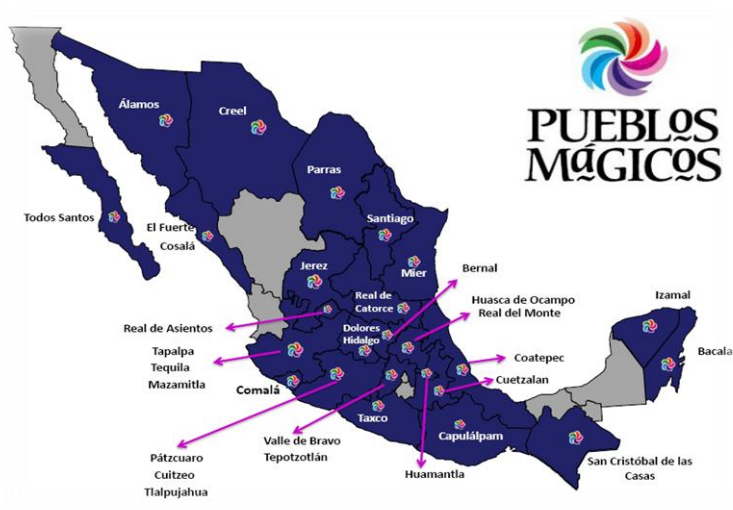 PUEBLOS
MáGICOS
Álamos
Creel
Parras
Todos Santos
El Fuerte
Cosalá
Santiago
Jerez
Mier
Bernal
Real de
Catorce
Huasca de Ocampo
Real del Monte
Izamal
Real de Asientos
Dolores
Hidalgo
Tapalpa
Tequila
Mazamitla
Coatepec
Bacala
Cuetzalan
Comalá
Taxco
Capulálpam
Valle de Bravo
Tepotzotlán
Pátzcuaro
Cuitzeo
Tlalpujahua
Huamantla
San Cristóbal de las
Casas